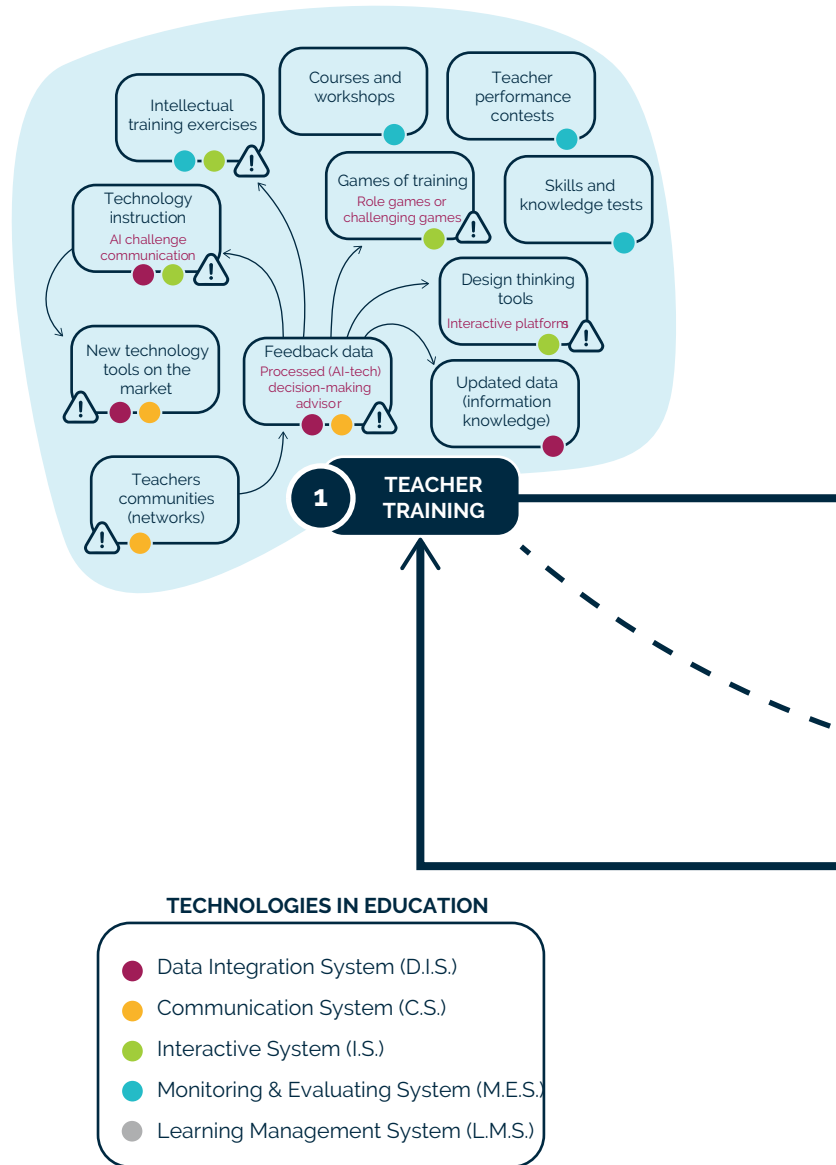 Courses and
workshops
Teacher
performance
contests
Intellectual
training exercises
Games of training
Role games or
challenging games
Skills and
knowledge tests
Technology
instruction
AI challenge
communication
Design thinking
tools
Interactive platforms
New technology
tools on the
market
Feedback data
Processed (AI-tech)
decision-making
advisor
Updated data
(information
knowledge)
Teachers
communities
(networks)
1
TEACHER
TRAINING
TECHNOLOGIES IN EDUCATION
Data Integration System (D.I.S.)
Communication System (C.S.)
Interactive System (I.S.)
Monitoring & Evaluating System (M.E.S.)
Learning Management System (L.M.S.)